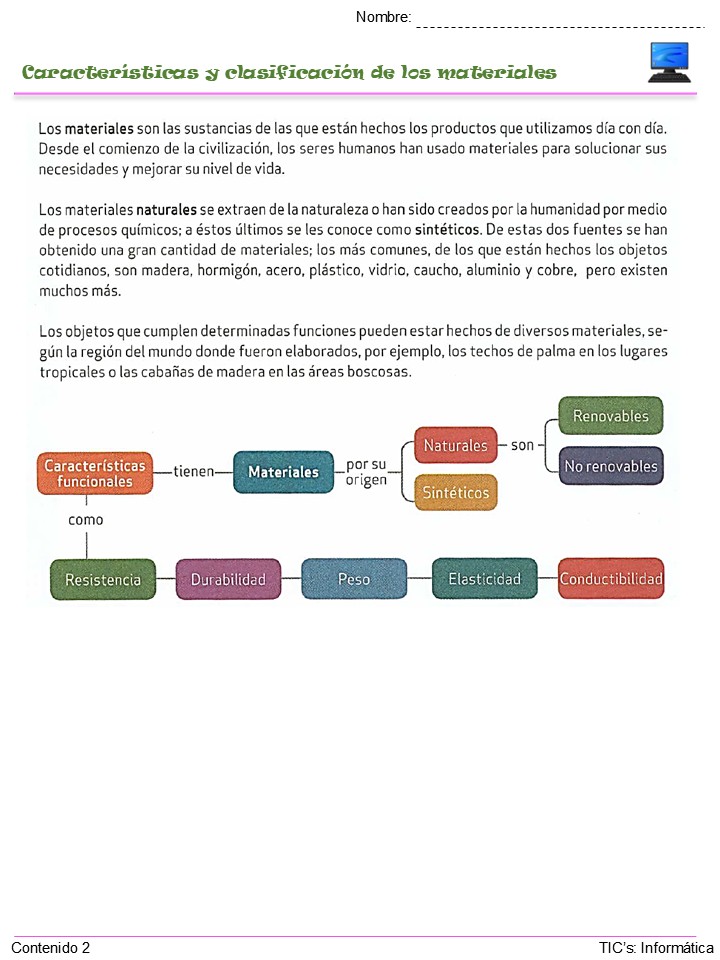 Nombre:
Características y clasificación de los materiales
Los materiales son las sustancias de las que están hechos los productos que utilizamos día con día.
Desde el comienzo de la civilización, los seres humanos han usado materiales para solucionar sus
necesidades y mejorar su nivel de vida.
Los materiales naturales se extraen de la naturaleza o han sido creados por la humanidad por medio
de procesos químicos; a éstos últimos se les conoce como sintéticos. De estas dos fuentes se han
obtenido una gran cantidad de materiales; los más comunes, de los que están hechos los objetos
cotidianos, son madera, hormigón, acero, plástico, vidrio, caucho, aluminio y cobre, pero existen
muchos más.
Los objetos que cumplen determinadas funciones pueden estar hechos de diversos materiales, se-
gún la región del mundo donde fueron elaborados, por ejemplo, los techos de palma en los lugares
tropicales o las cabañas de madera en las áreas boscosas.
Características
funcionales
tienen
Materiales
por su
origen
Naturales
Sintéticos
son
Renovables
No renovables
como
Resistencia
Durabilidad
Peso
Elasticidad
Conductibilidad
Contenido 2
TIC's: Informática